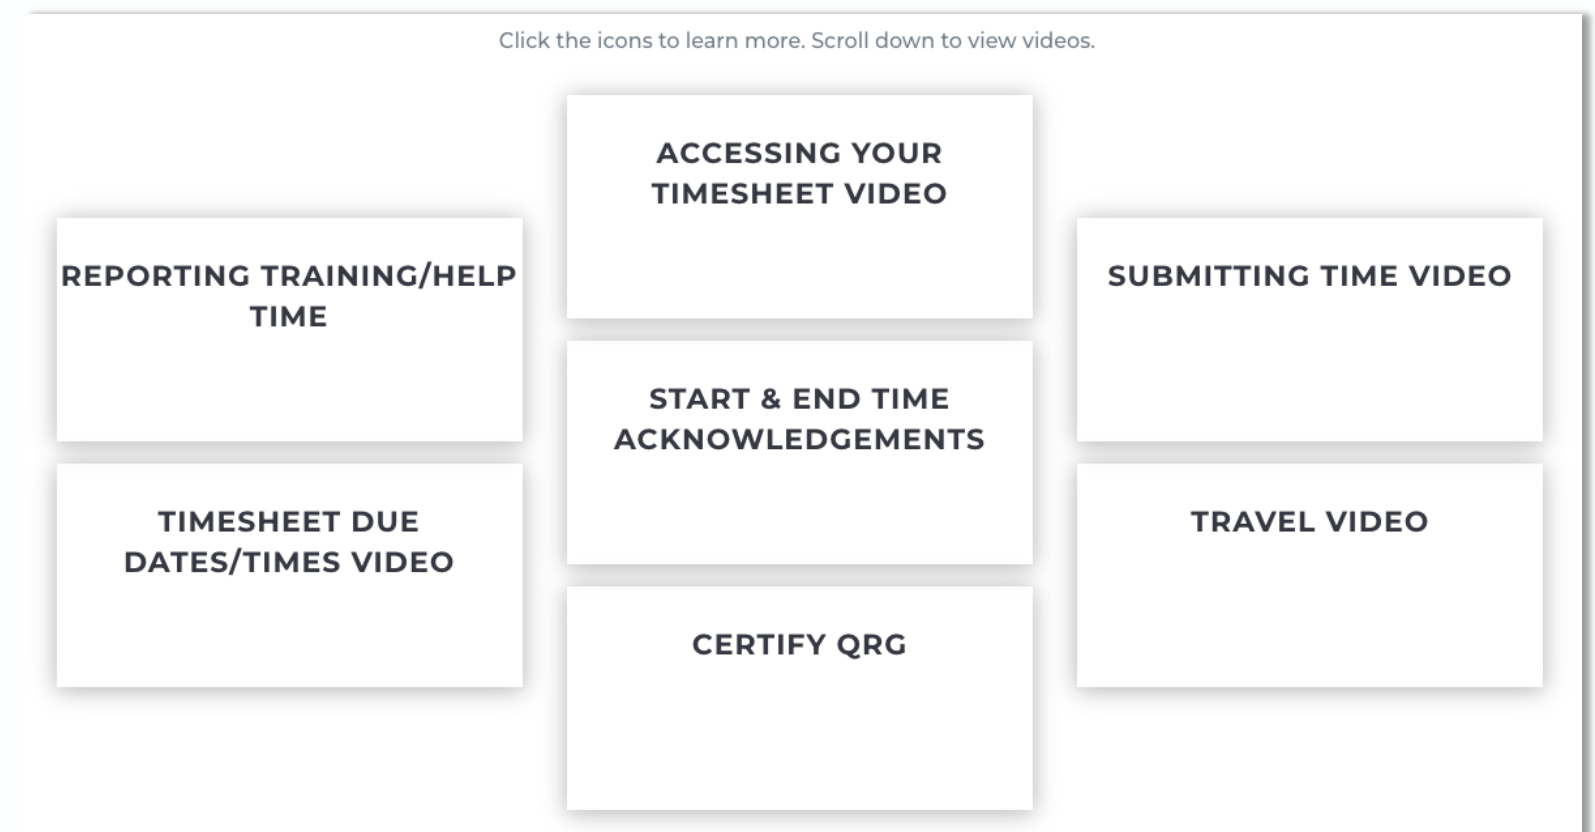 Click the icons to learn more. Scroll down to view videos.
ACCESSING YOUR
TIMESHEET VIDEO
REPORTING TRAINING/HELP
TIME
SUBMITTING TIME VIDEO
START & END TIME
ACKNOWLEDGEMENTS
TIMESHEET DUE
DATES/TIMES VIDEO
TRAVEL VIDEO
CERTIFY QRG